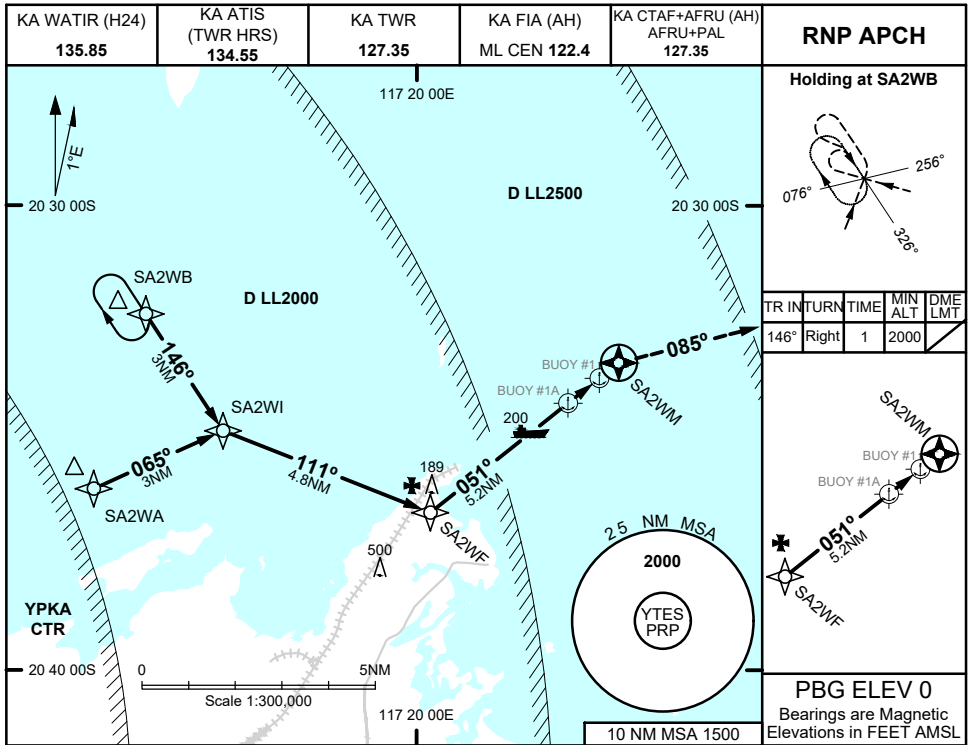 KA WATIR (H24)
135.85
KA ATIS
(TWR HRS)
134.55
KA TWR
127.35
KA FIA (AH)
ML CEN 122.4
KA CTAF+AFRU (AH)
AFRU+PAL
127.35
RNP APCH
117 20 00E
1°E
20 30 00S
D LL2500
20 30 00S
SA2WB
D LL2000
146º
3NM
085º
BUOY #1
BUOY #1A
SA2WM
SA2WI
200
065º
3NM
111º
4.8NM
189
051º
5.2NM
SA2WA
SA2WF
500
25 NM MSA
2000
YTES
PRP
YPKA
CTR
20 40 00S
0
5NM
Scale 1:300,000
117 20 00E
10 NM MSA 1500
Holding at SA2WB
256°
076°
326°
TR IN
TURN
TIME
MIN
ALT
DME
LMT
146°
Right
1
2000
SA2WM
BUOY #1
BUOY #1A
051º
5.2NM
SA2WF
PBG ELEV 0
Bearings are Magnetic
Elevations in FEET AMSL